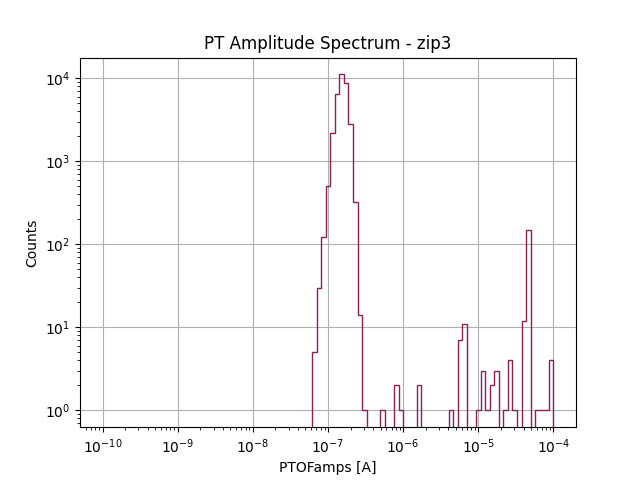 PT Amplitude Spectrum - zip3
Counts
10⁴
10³
10²
10¹
10⁰
10⁻¹⁰ 10⁻⁹ 10⁻⁸ 10⁻⁷ 10⁻⁶ 10⁻⁵ 10⁻⁴
PTOFamps [A]